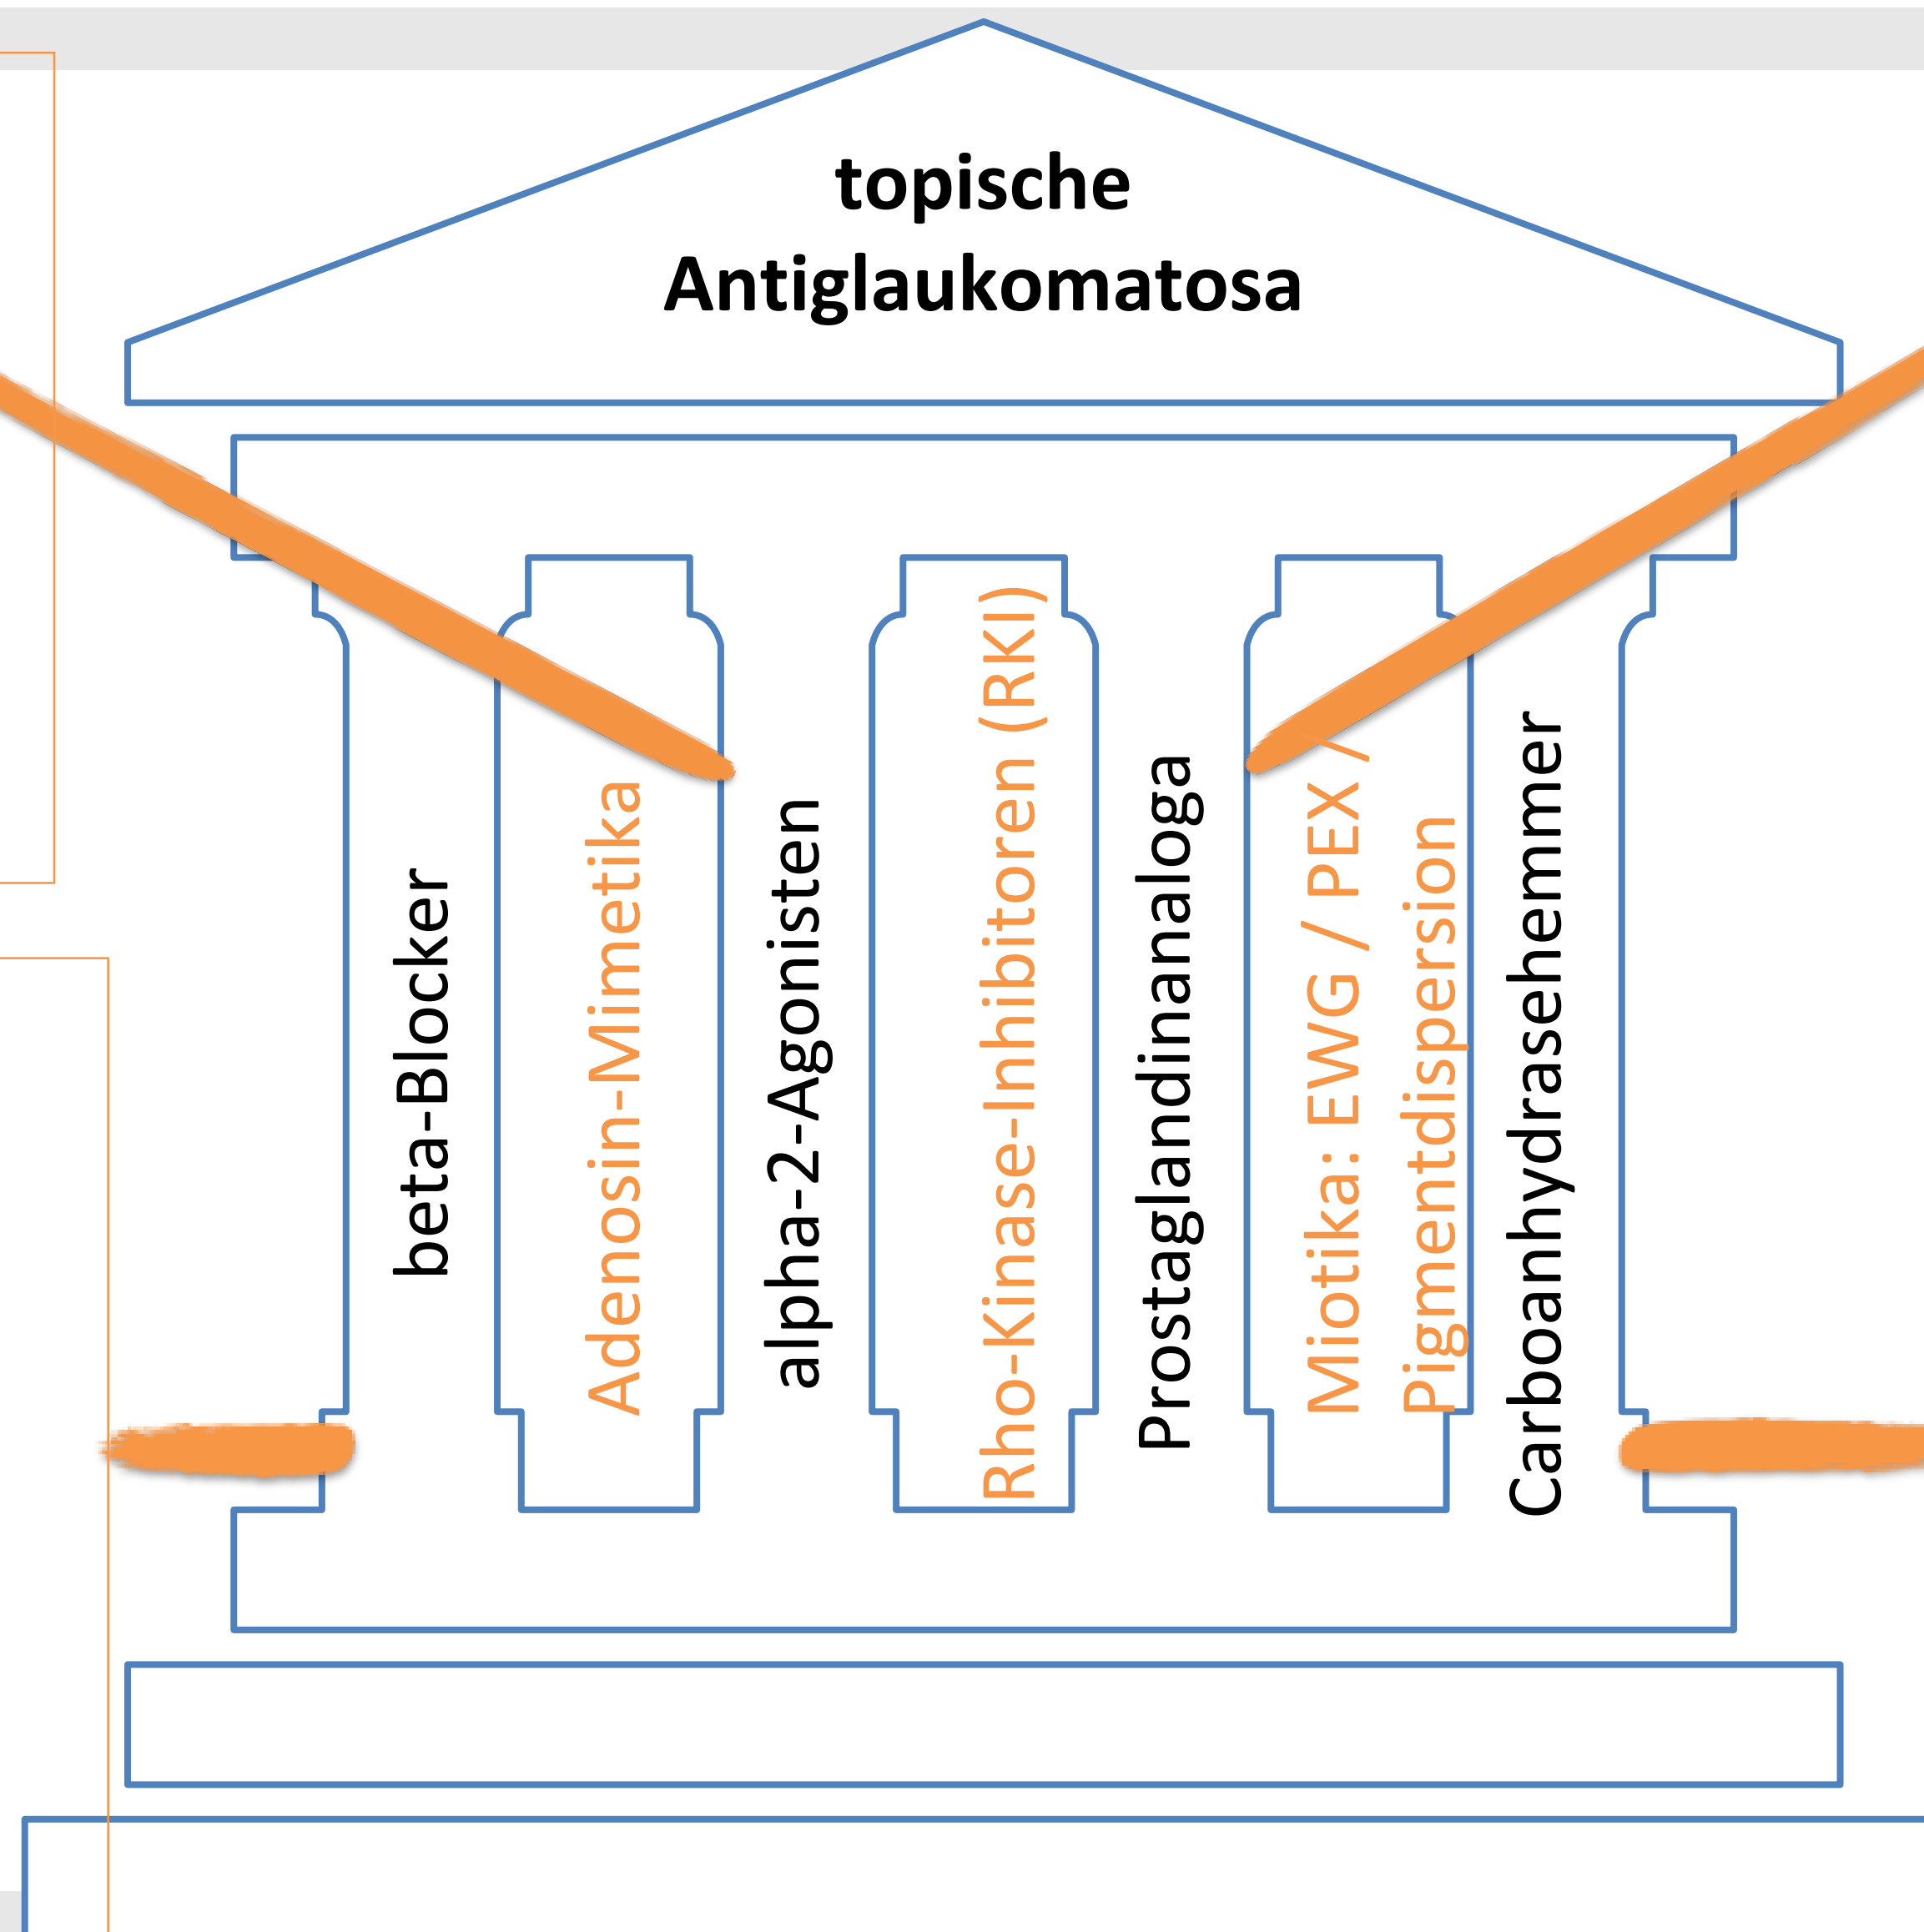 topische
Antiglaukomatosa
beta-Blocker
Adenosin-Mimetika
alpha-2-Agonisten
Rho-Kinase-Inhibitoren (RKI)
Prostaglandinanaloga
Miotika: EWG / PEX /
Pigmentdispersion
Carboanhydrasehemmer